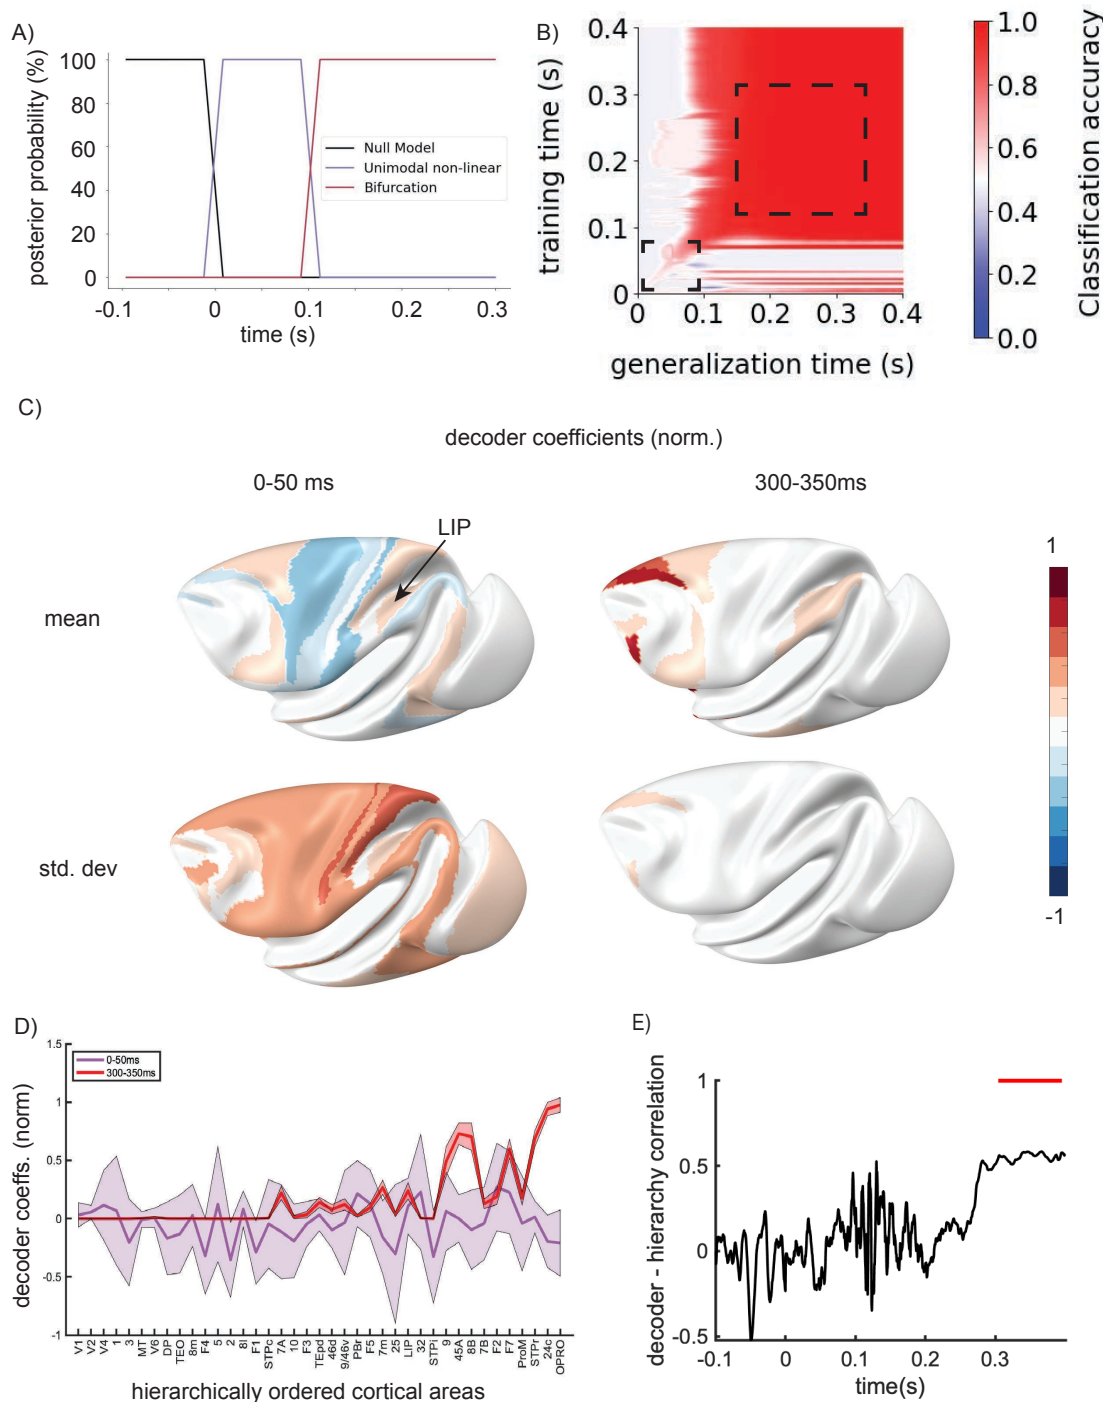 A)
posterior probability (%)
100
80
60
40
20
0
-0.1
0
0.1
0.2
0.3
time (s)
Null Model
Unimodal non-linear
Bifurcation
B)
training time (s)
0.4
0.3
0.2
0.1
0
0
0.1
0.2
0.3
0.4
generalization time (s)
1.0
0.8
0.6
0.4
0.2
0.0
Classification accuracy
C)
decoder coefficients (norm.)
0-50 ms
300-350ms
LIP
mean
std. dev
1
-1
D)
decoder coeffs. (norm)
1.5
1
0.5
0
-0.5
-1
0-50ms
300-350ms
V1
V2
V4
1
3
MT
V6
DP
TEO
8m
F4
5
2
8l
F1
STPc
7A
10
F3
TEpd
46d
9/46v
PBr
F5
7m
25
LIP
32
STPi
9
45A
8B
7B
F2
F7
ProM
STPr
24c
OPRO
hierarchically ordered cortical areas
E)
decoder - hierarchy correlation
1
0.5
0
-0.5
-0.1
0
0.1
0.2
0.3
time(s)